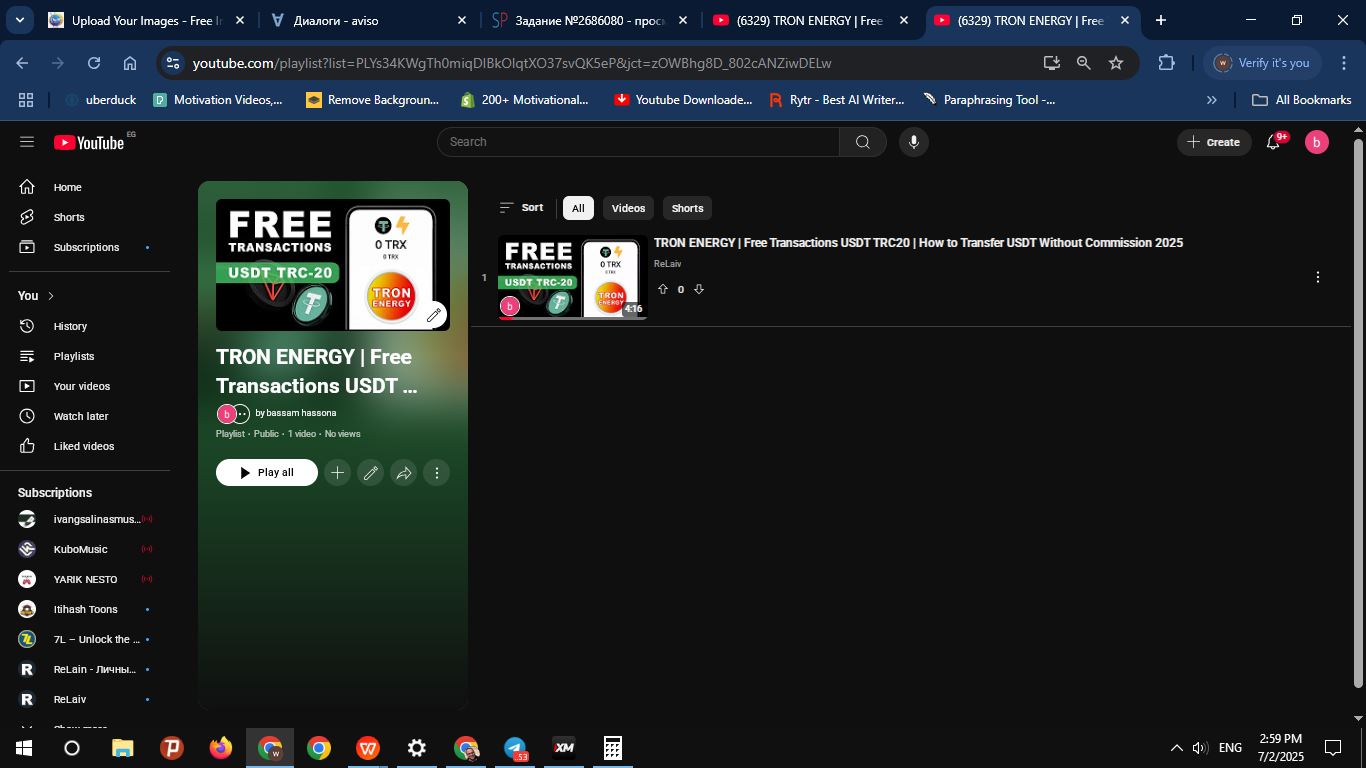 Upload Your Images - Free I
Диалоги - aviso
Задание №2686080 - прос
(6329) TRON ENERGY | Free
(6329) TRON ENERGY | Free
youtube.com/playlist?list=PLYs34KWgTh0miqDlBkOlqtXO37svQK5eP&jct=zOWBhg8D_802cANZiwDELw
w
Verify it's you
uberduck
Motivation Videos,...
Remove Backgroun...
200+ Motivational...
Youtube Downloade...
Rytr - Best AI Writer...
Paraphrasing Tool -...
»
All Bookmarks
YouTube EG
Search
Create
9+
b
Home
Shorts
Subscriptions
You
History
Playlists
Your videos
Watch later
Liked videos
Subscriptions
ivangsalinasmus...
KuboMusic
YARIK NESTO
Itihash Toons
7L – Unlock the ...
ReLain - Личны...
ReLaiv
Show more
FREE
TRANSACTIONS
USDT TRC-20
0 TRX
0 TRX
TRON
ENERGY
TRON ENERGY | Free
Transactions USDT ...
b
by bassam hassona
Playlist • Public • 1 video • No views
Play all
Sort
All
Videos
Shorts
1
FREE
TRANSACTIONS
USDT TRC-20
0 TRX
TRON
ENERGY
b
4:16
TRON ENERGY | Free Transactions USDT TRC20 | How to Transfer USDT Without Commission 2025
ReLaiv
0
53
XM
ENG
2:59 PM
7/2/2025